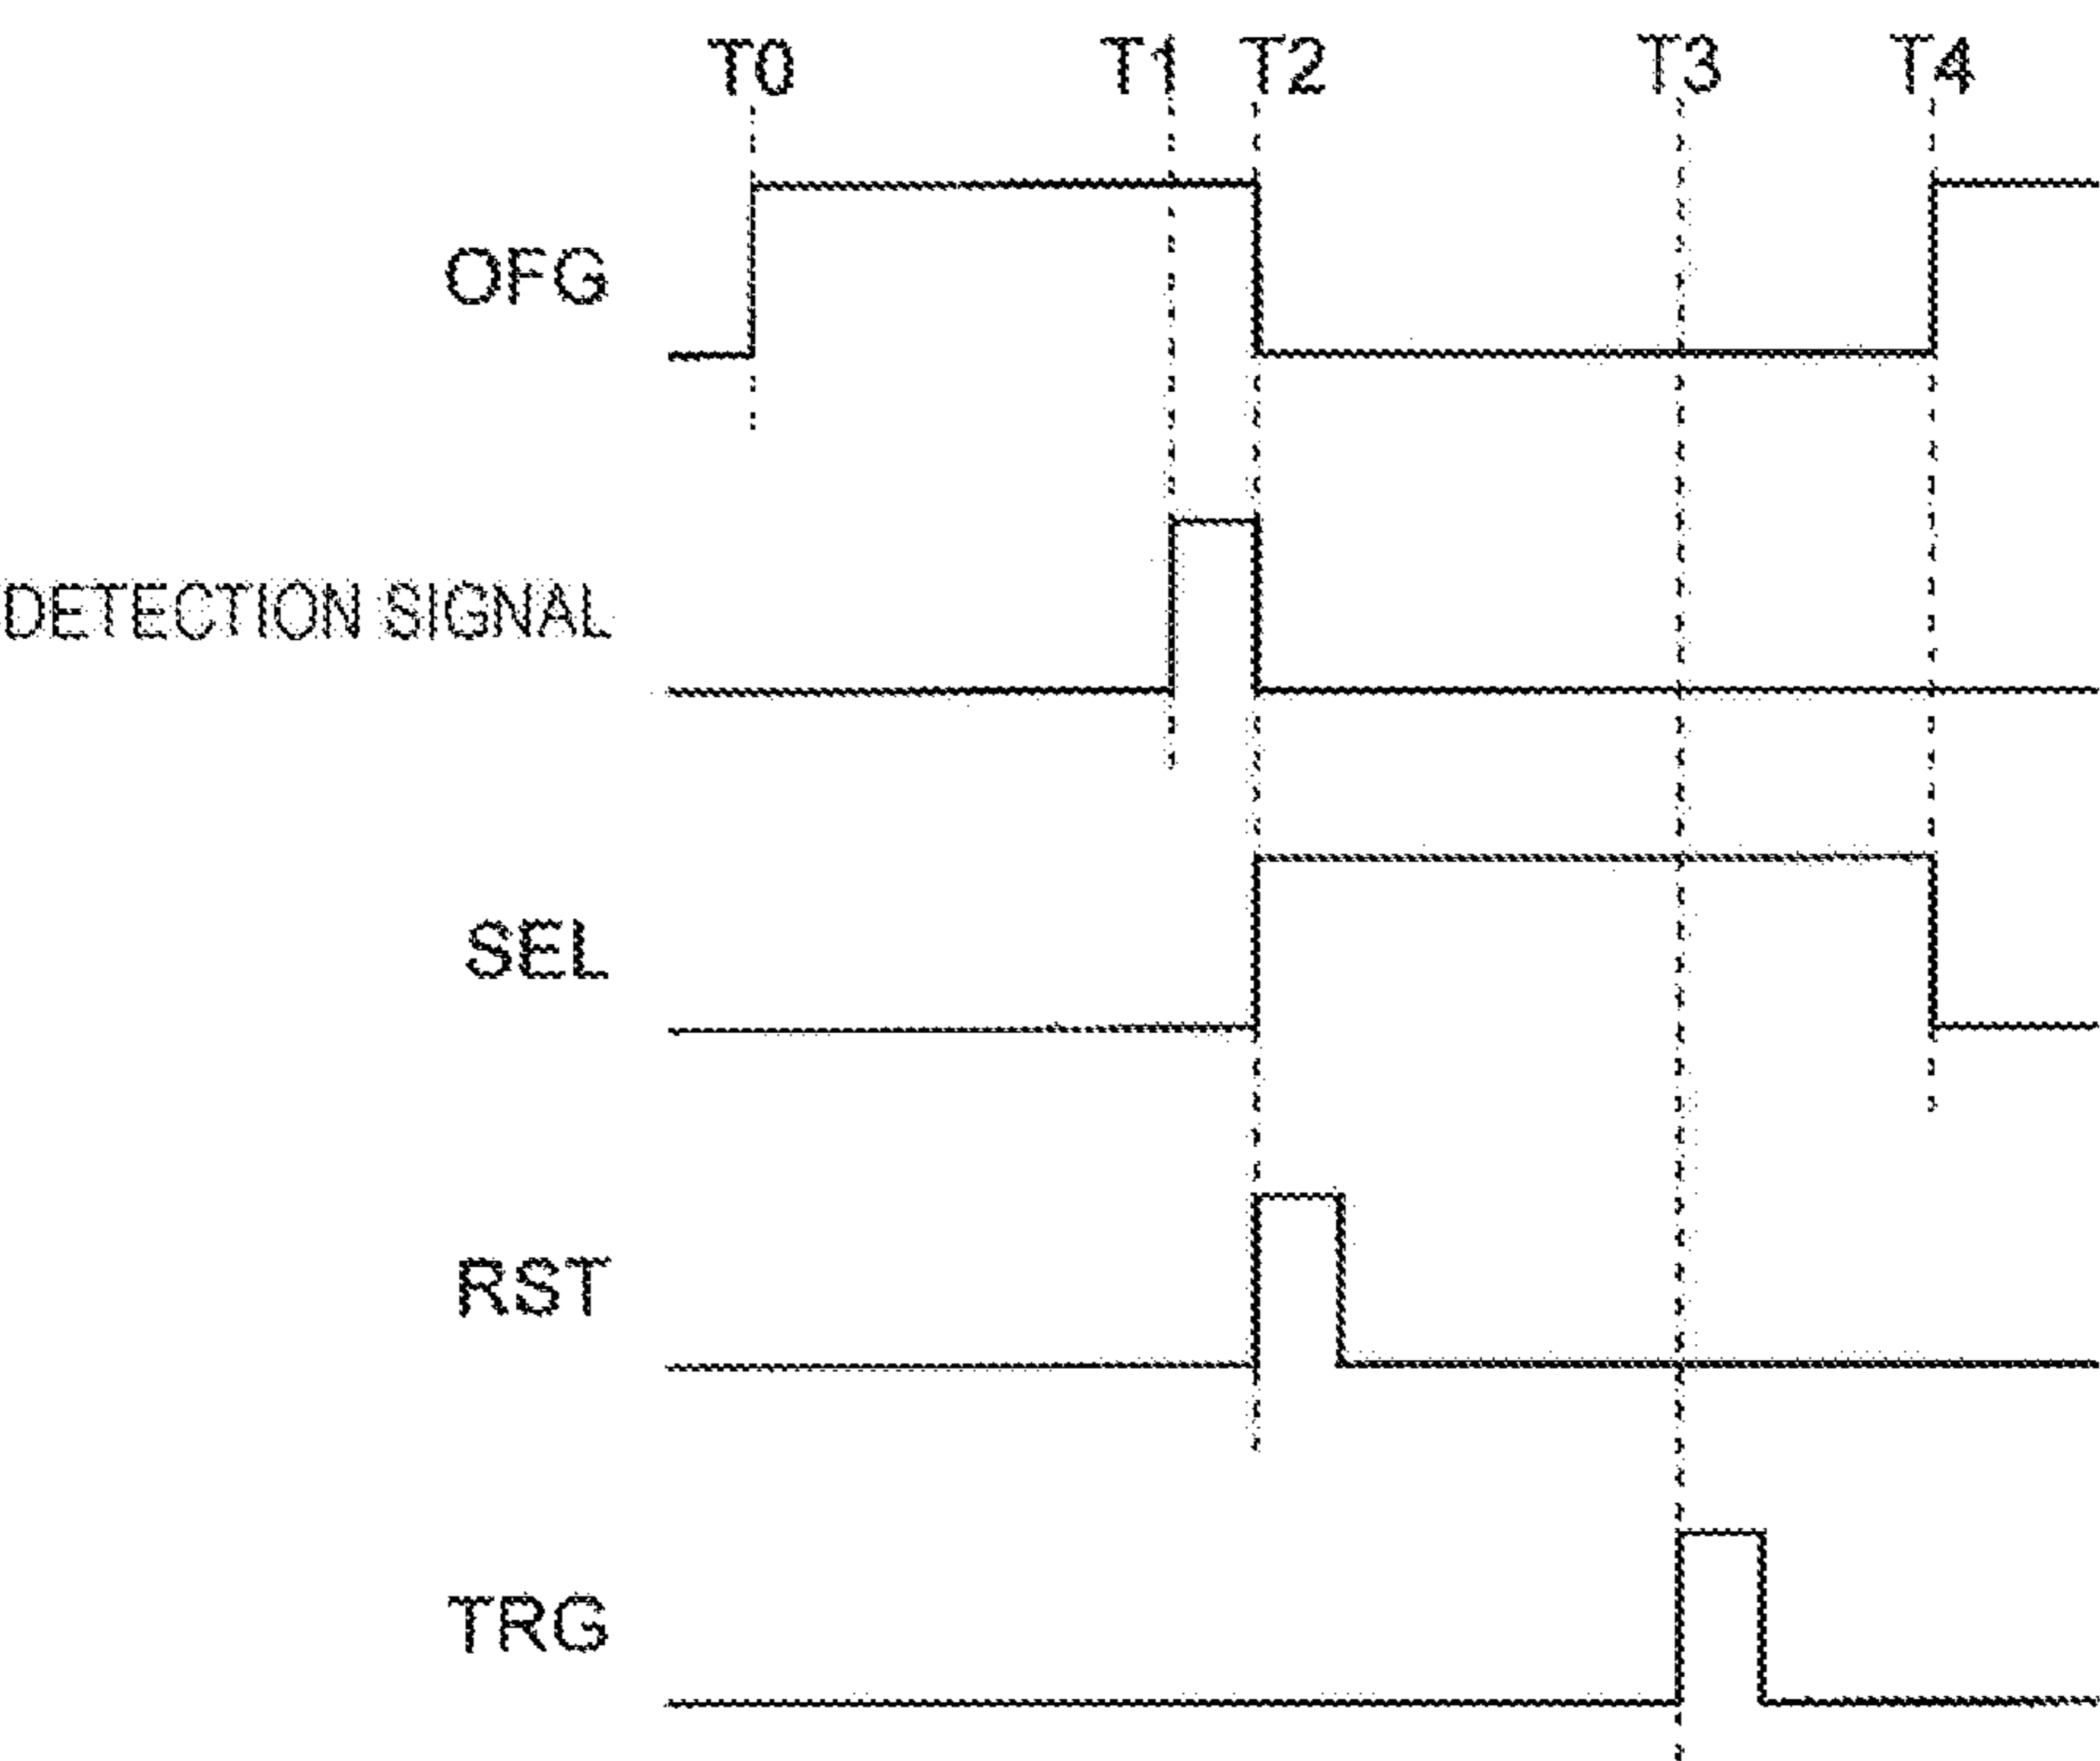 T0 T1 T2 T3 T4
OFG
DETECTION SIGNAL
SEL
RST
TRG